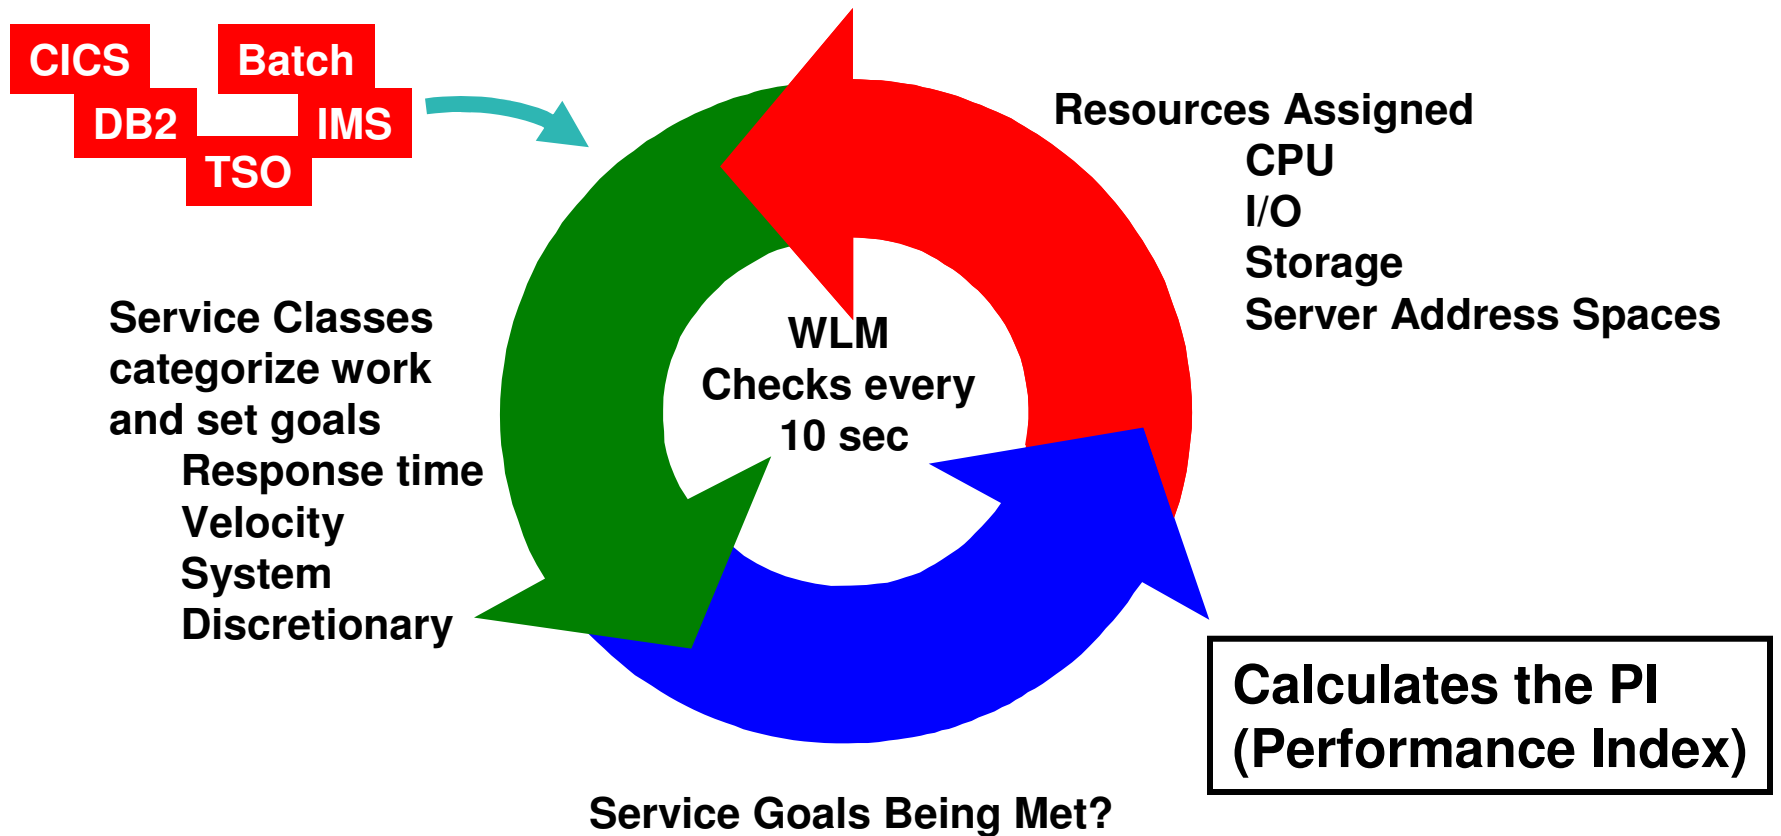 CICS
Batch
DB2
IMS
TSO
Resources Assigned
CPU
I/O
Storage
Server Address Spaces
Service Classes
categorize work
and set goals
Response time
Velocity
System
Discretionary
WLM
Checks every
10 sec
Calculates the PI
(Performance Index)
Service Goals Being Met?